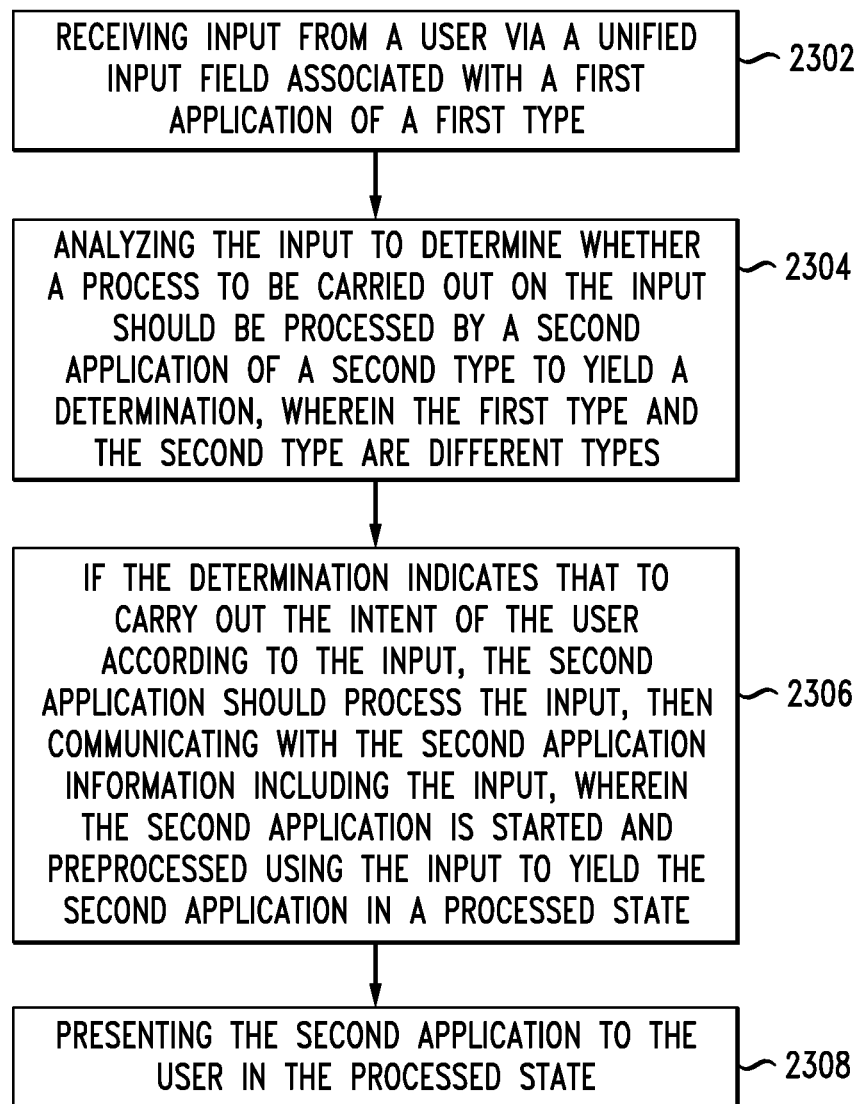 RECEIVING INPUT FROM A USER VIA A UNIFIED
INPUT FIELD ASSOCIATED WITH A FIRST
APPLICATION OF A FIRST TYPE
2302
ANALYZING THE INPUT TO DETERMINE WHETHER
A PROCESS TO BE CARRIED OUT ON THE INPUT
SHOULD BE PROCESSED BY A SECOND
APPLICATION OF A SECOND TYPE TO YIELD A
DETERMINATION, WHEREIN THE FIRST TYPE AND
THE SECOND TYPE ARE DIFFERENT TYPES
2304
IF THE DETERMINATION INDICATES THAT TO
CARRY OUT THE INTENT OF THE USER
ACCORDING TO THE INPUT, THE SECOND
APPLICATION SHOULD PROCESS THE INPUT, THEN
COMMUNICATING WITH THE SECOND APPLICATION
INFORMATION INCLUDING THE INPUT, WHEREIN
THE SECOND APPLICATION IS STARTED AND
PREPROCESSED USING THE INPUT TO YIELD THE
SECOND APPLICATION IN A PROCESSED STATE
2306
PRESENTING THE SECOND APPLICATION TO THE
USER IN THE PROCESSED STATE
2308